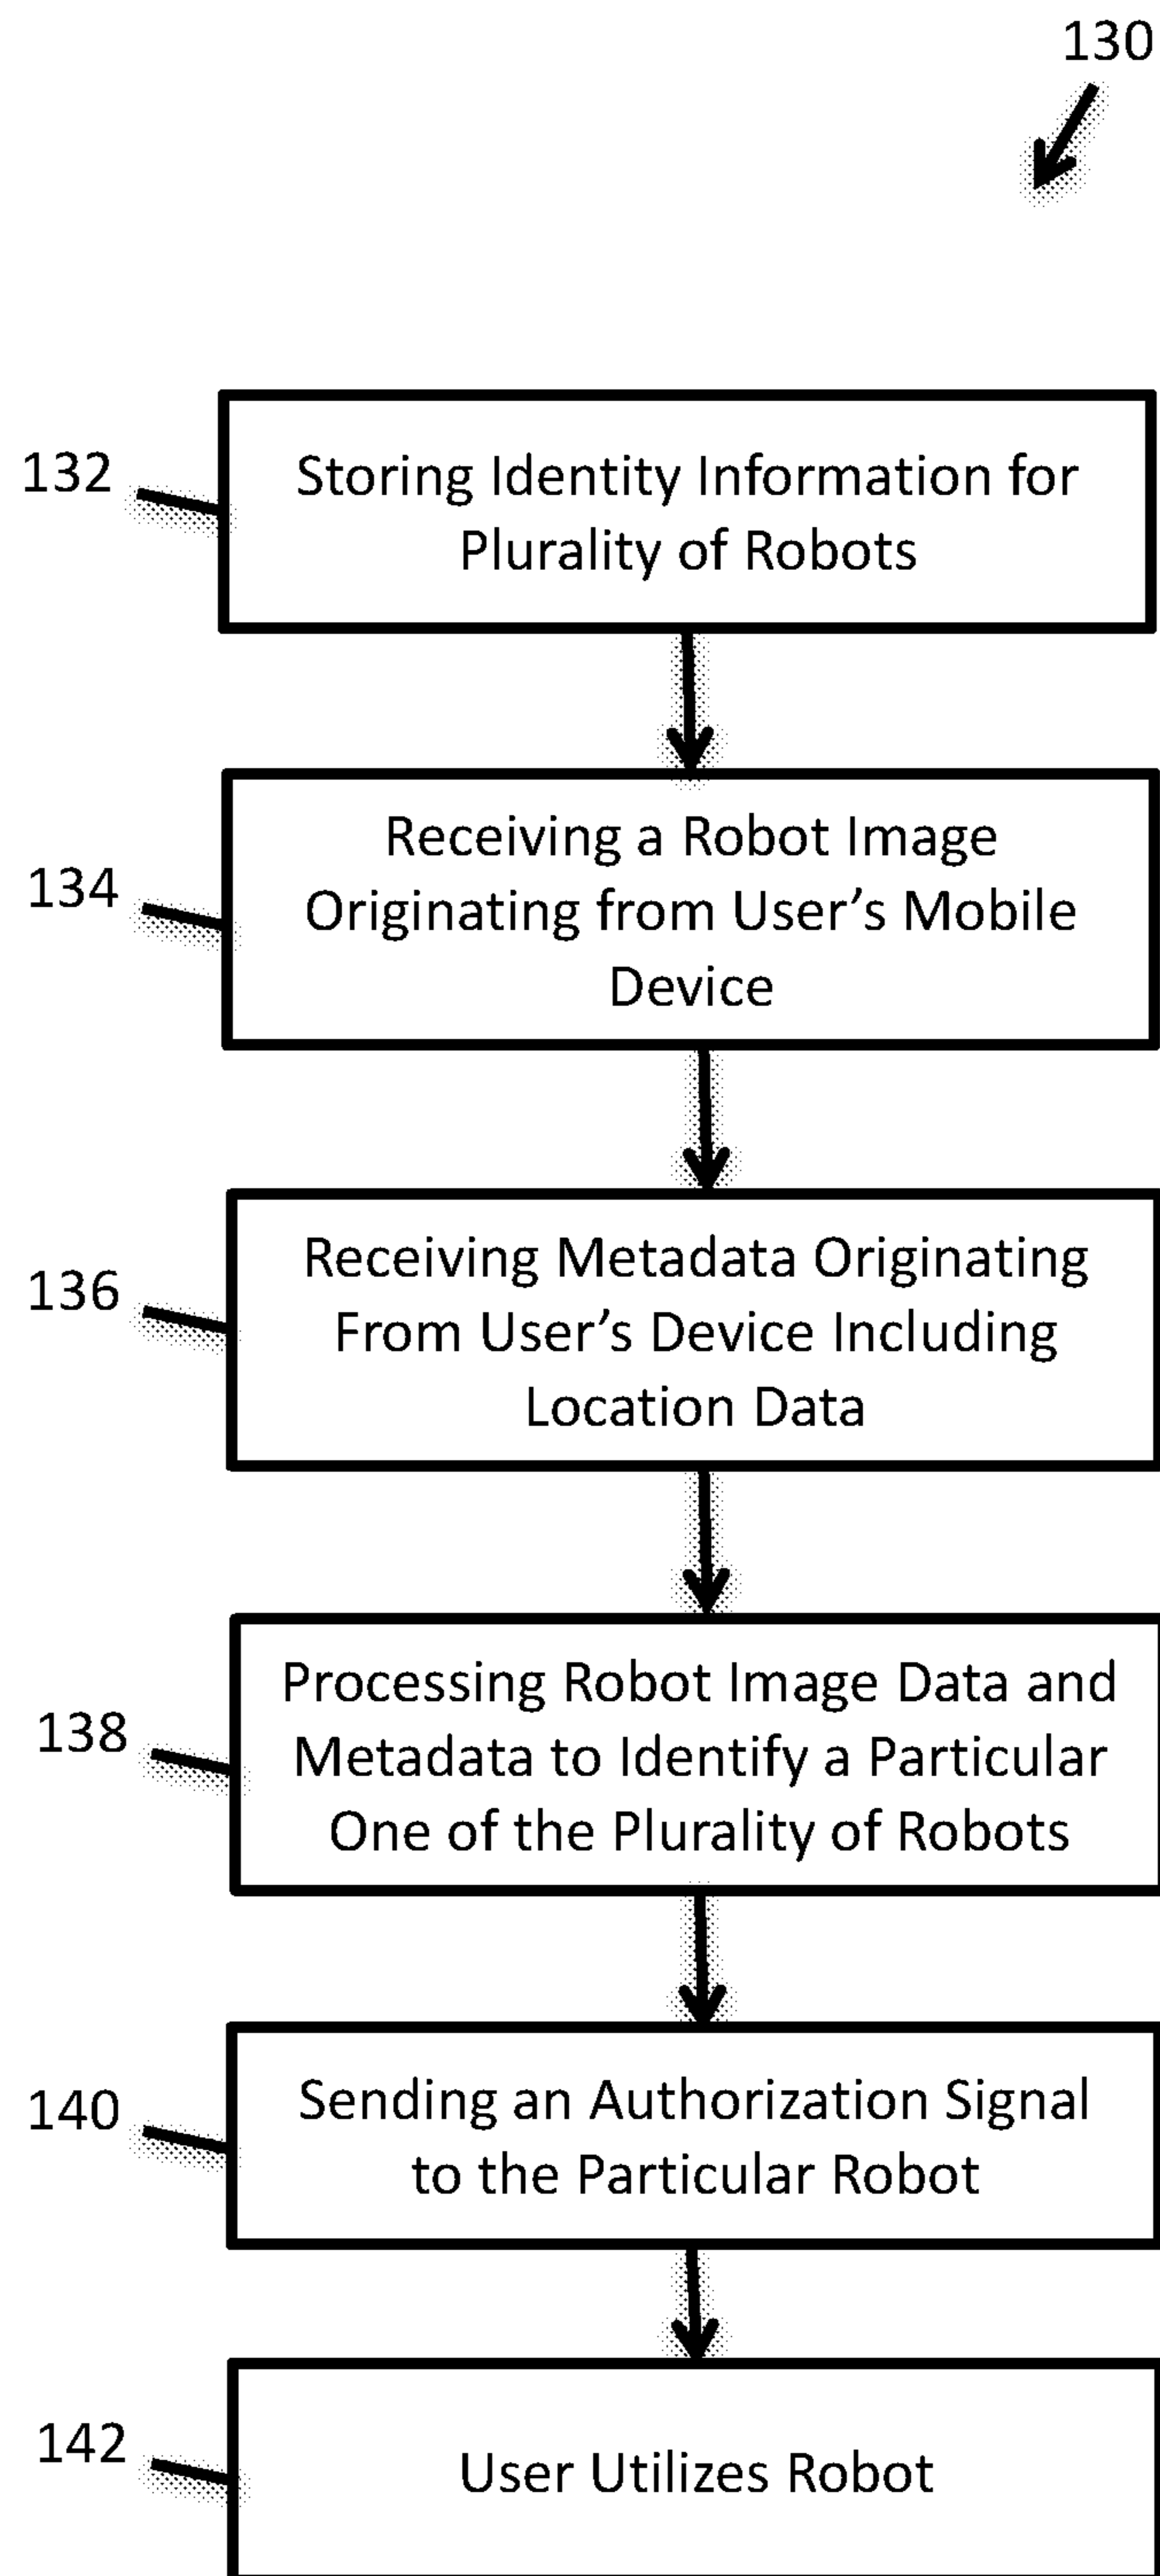 130
132
Storing Identity Information for
Plurality of Robots
134
Receiving a Robot Image
Originating from User’s Mobile
Device
136
Receiving Metadata Originating
From User’s Device Including
Location Data
138
Processing Robot Image Data and
Metadata to Identify a Particular
One of the Plurality of Robots
140
Sending an Authorization Signal
to the Particular Robot
142
User Utilizes Robot